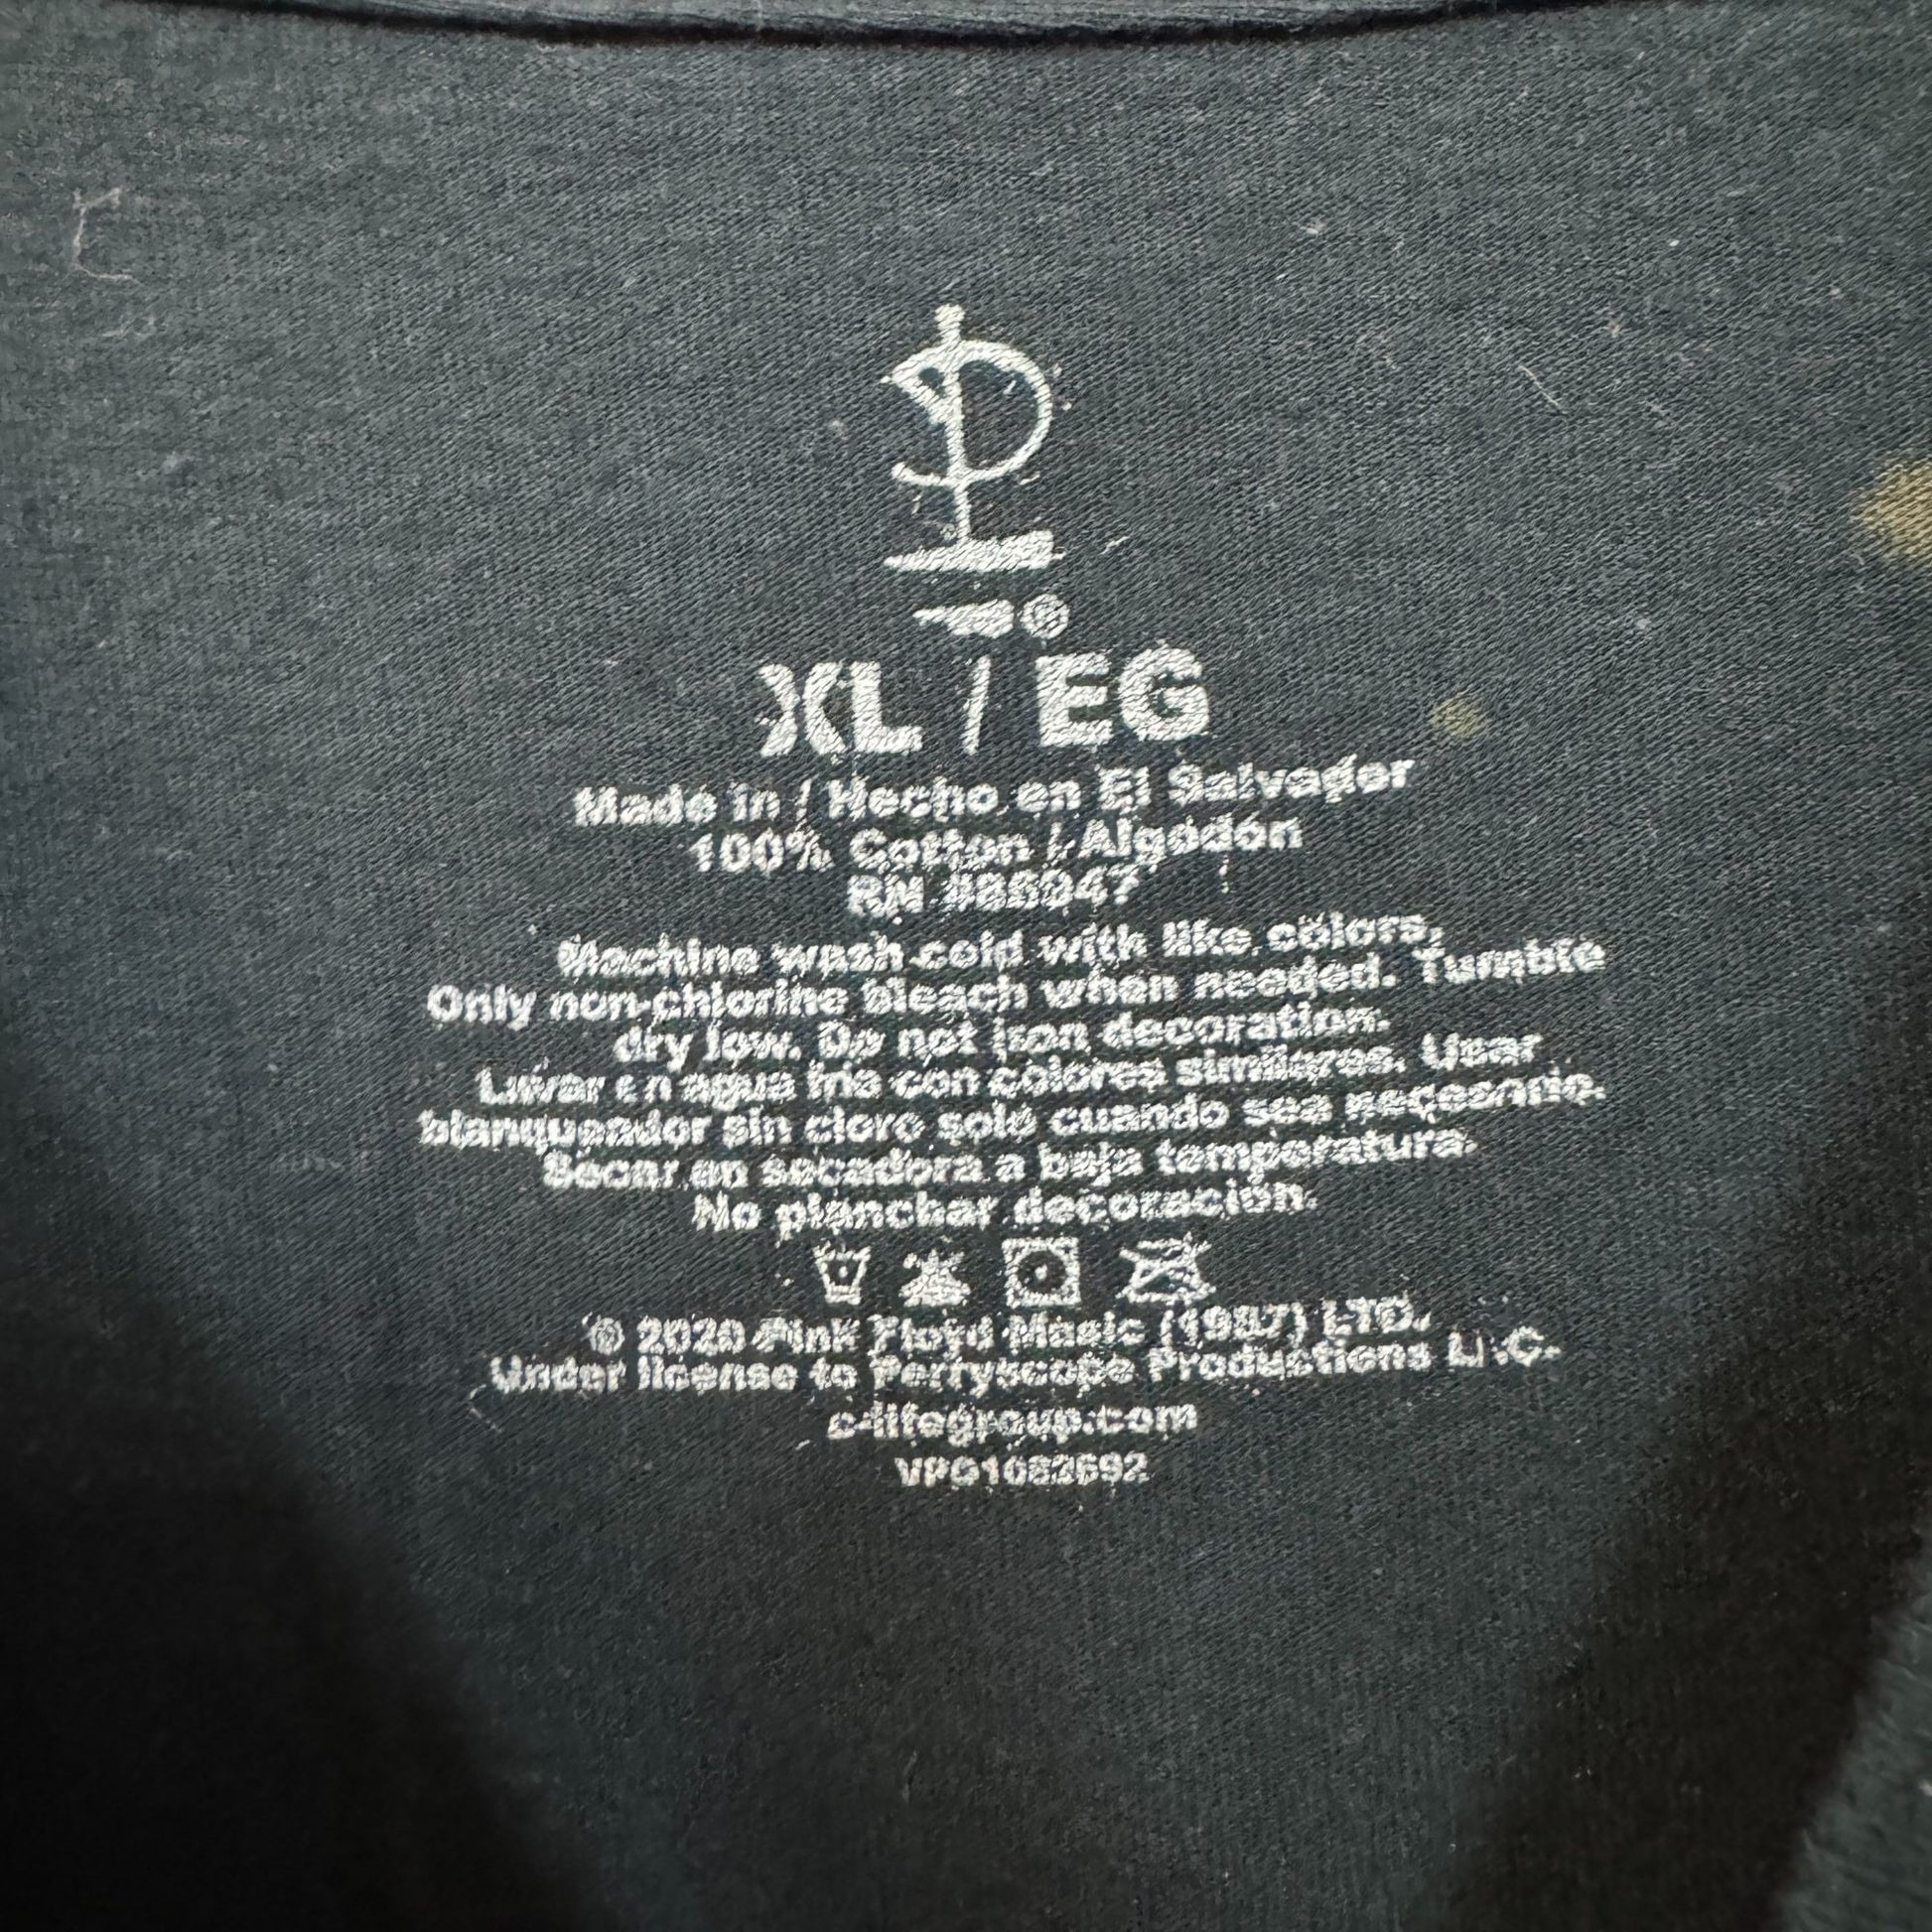 XL / EG
Made in / Hecho en El Salvador
100% Cotton / Algodón
RN
Machine wash cold with like colors,
Only non-chlorine bleach when needed. Tumble
dry low. Do not iron decoration.
Lavar en agua fria con colores similares. Usar
blanqueador sin cloro solo cuando sea necesario.
Secar en secadora a baja temperatura.
No planchar decoración.
© 2020 Pink Floyd Music (1987) LTD.
Under license to Perryscope Productions LLC.
c-lifegroup.com